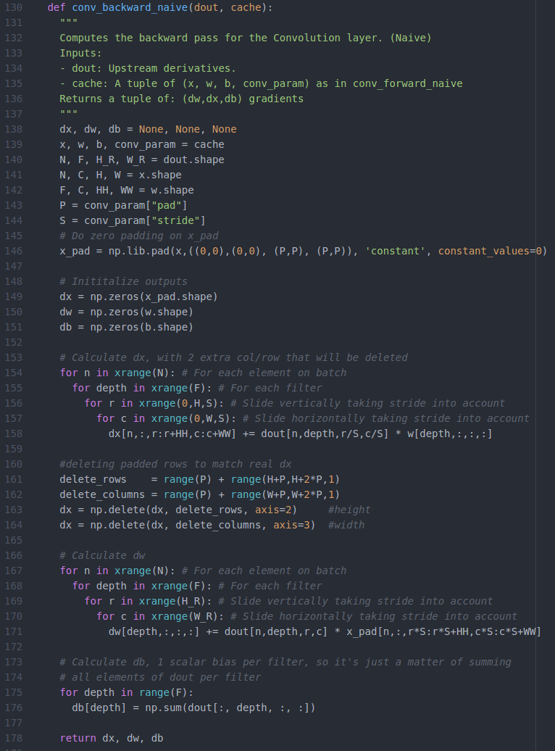 130 def conv_backward_naive(dout, cache):
131 """
132 Computes the backward pass for the Convolution layer. (Naive)
133 Inputs:
134 - dout: Upstream derivatives.
135 - cache: A tuple of (x, w, b, conv_param) as in conv_forward_naive
136 Returns a tuple of: (dw,dx,db) gradients
137 """
138 dx, dw, db = None, None, None
139 x, w, b, conv_param = cache
140 N, F, H_R, W_R = dout.shape
141 N, C, H, W = x.shape
142 F, C, HH, WW = w.shape
143 P = conv_param["pad"]
144 S = conv_param["stride"]
145 # Do zero padding on x_pad
146 x_pad = np.lib.pad(x,((0,0),(0,0), (P,P), (P,P)), 'constant', constant_values=0)
147
148 # Inititalize outputs
149 dx = np.zeros(x_pad.shape)
150 dw = np.zeros(w.shape)
151 db = np.zeros(b.shape)
152
153 # Calculate dx, with 2 extra col/row that will be deleted
154 for n in xrange(N): # For each element on batch
155 for depth in xrange(F): # For each filter
156 for r in xrange(0,H,S): # Slide vertically taking stride into account
157 for c in xrange(0,W,S): # Slide horizontally taking stride into account
158 dx[n,:,r:r+HH,c:c+WW] += dout[n,depth,r/S,c/S] * w[depth,:,:,:]
159
160 #deleting padded rows to match real dx
161 delete_rows = range(P) + range(H+P,H+2*P,1)
162 delete_columns = range(P) + range(W+P,W+2*P,1)
163 dx = np.delete(dx, delete_rows, axis=2) #height
164 dx = np.delete(dx, delete_columns, axis=3) #width
165
166 # Calculate dw
167 for n in xrange(N): # For each element on batch
168 for depth in xrange(F): # For each filter
169 for r in xrange(H_R): # Slide vertically taking stride into account
170 for c in xrange(W_R): # Slide horizontally taking stride into account
171 dw[depth,:,:,:] += dout[n,depth,r,c] * x_pad[n,:,r*S:r*S+HH,c*S:c*S+WW]
172
173 # Calculate db, 1 scalar bias per filter, so it's just a matter of summing
174 # all elements of dout per filter
175 for depth in range(F):
176 db[depth] = np.sum(dout[:, depth, :, :])
177
178 return dx, dw, db